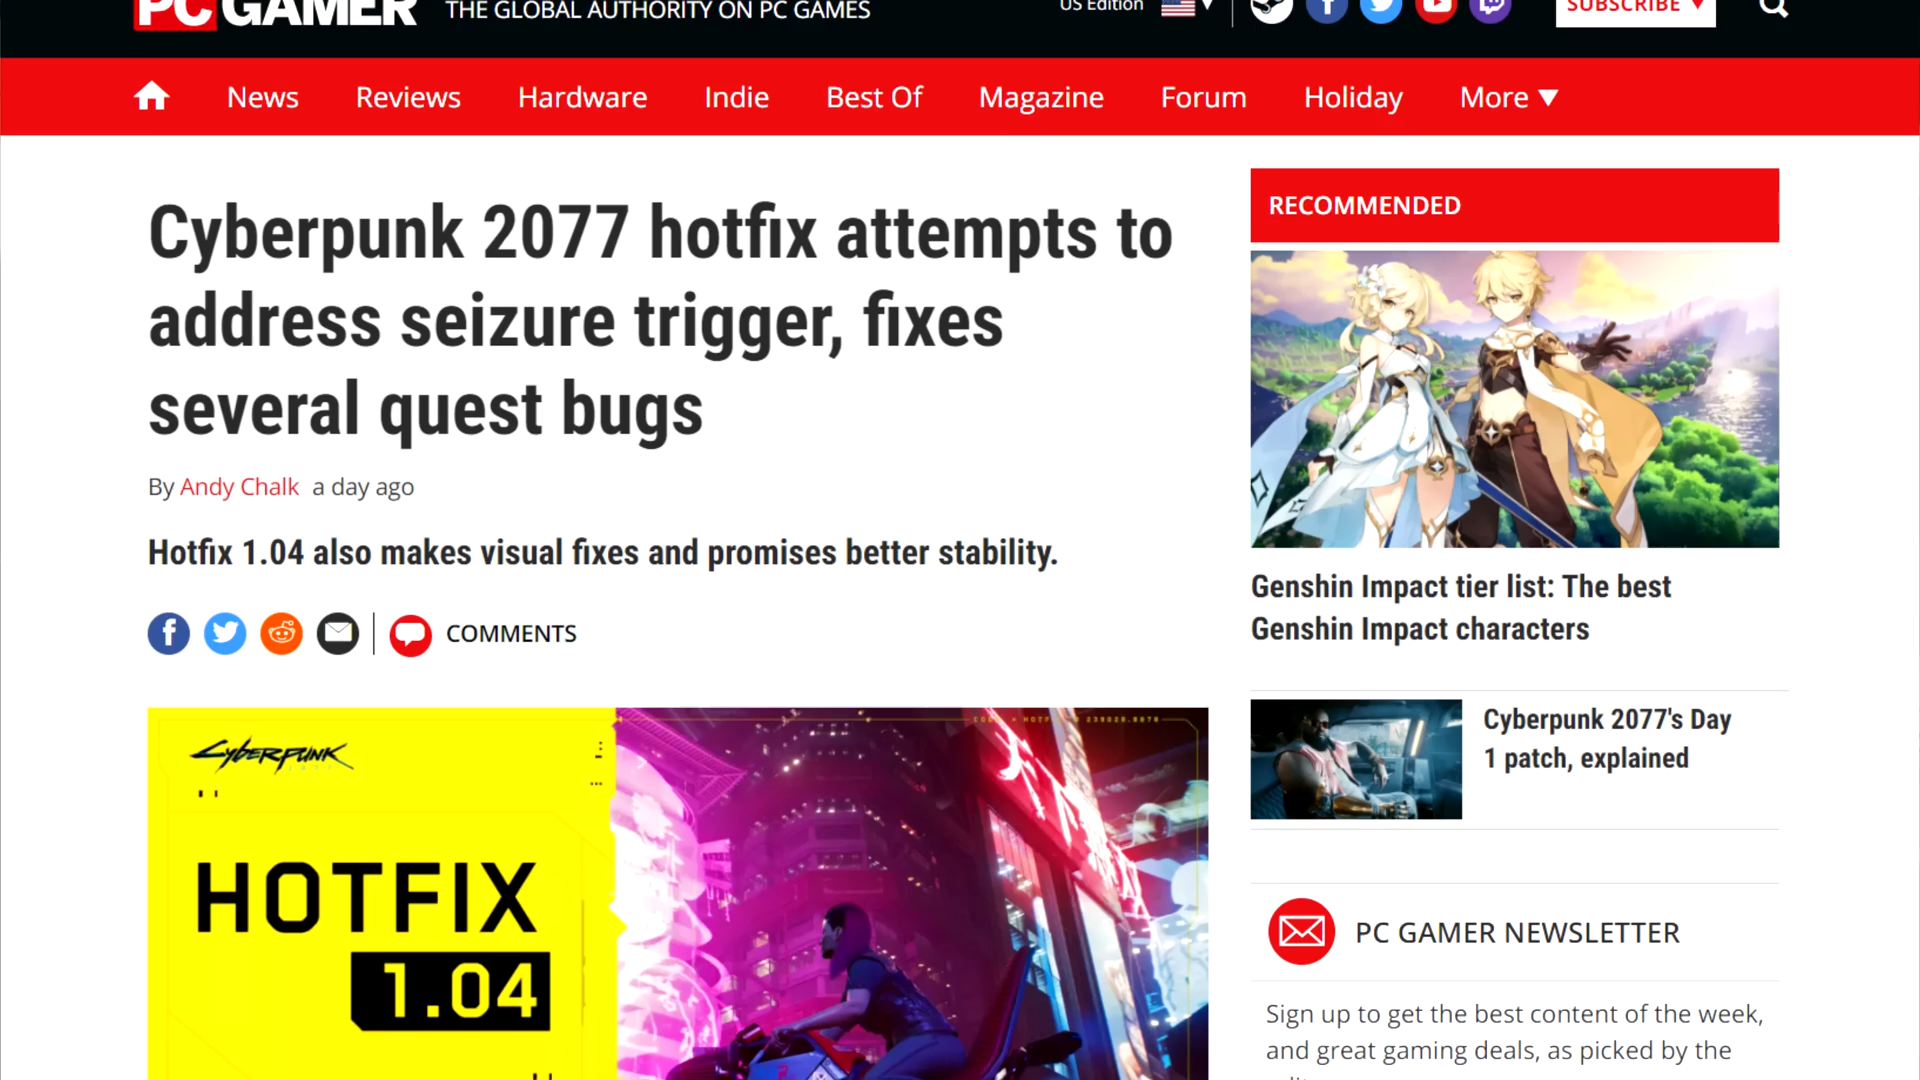 PC GAMER
THE GLOBAL AUTHORITY ON PC GAMES
US Edition
SUBSCRIBE
News Reviews Hardware Indie Best Of Magazine Forum Holiday More
Cyberpunk 2077 hotfix attempts to
address seizure trigger, fixes
several quest bugs
By Andy Chalk a day ago
Hotfix 1.04 also makes visual fixes and promises better stability.
COMMENTS
CYBERPUNK
HOTFIX
1.04
RECOMMENDED
Genshin Impact tier list: The best
Genshin Impact characters
Cyberpunk 2077's Day
1 patch, explained
PC GAMER NEWSLETTER
Sign up to get the best content of the week,
and great gaming deals, as picked by the